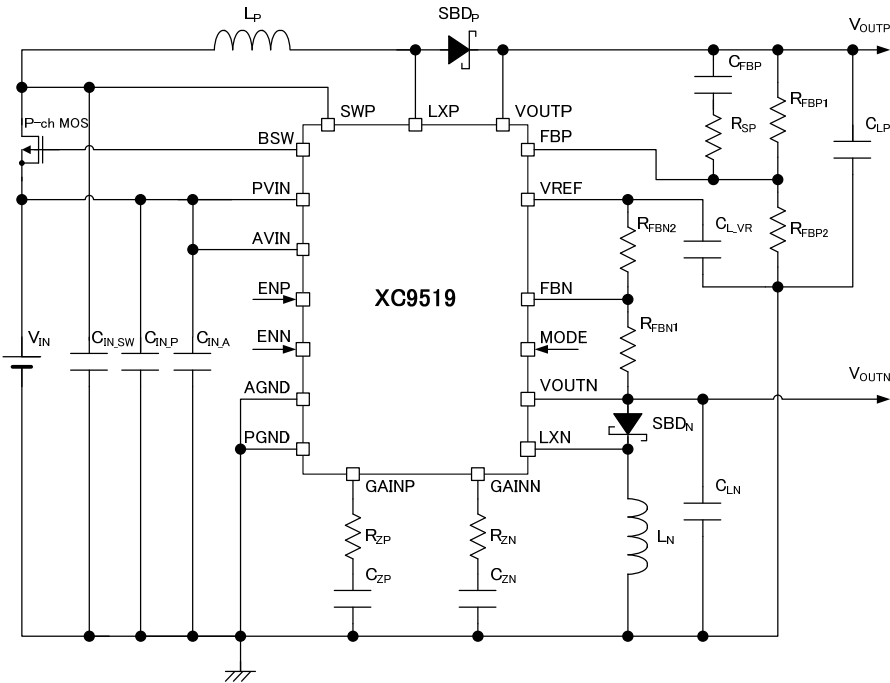 LP
SBDP
VOUTP
CFBP
RFBP1
SWP
LXP
VOUTP
P-ch MOS
BSW
FBP
RSP
CLP
PVIN
VREF
RFBN2
CL_VR
RFBP2
AVIN
ENP
XC9519
FBN
VIN
CIN_SW
CIN_P
CIN_A
ENN
MODE
RFBN1
AGND
VOUTN
VOUTN
SBDN
PGND
LXN
GAINP
GAINN
CLN
RZP
RZN
LN
CZP
CZN